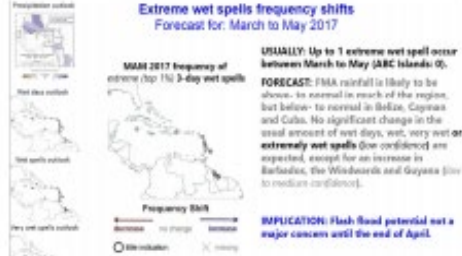 Extreme wet spells frequency shifts
Forecast for: March to May 2017
Precipitation outlook
Wet days outlook
Wet spells outlook
Very wet spells outlook
MAM 2017 frequency of
extreme (top 1%) 3-day wet spells
Frequency Shift
decrease no change increase
little indication missing
USUALLY: Up to 1 extreme wet spell occur
between March to May (ABC Islands: 0).
FORECAST: FMA rainfall is likely to be
above- to normal in much of the region,
but below- to normal in Belize, Cayman
and Cuba. No significant change in the
usual amount of wet days, wet, very wet or
extremely wet spells (low confidence) are
expected, except for an increase in
Barbados, the Windwards and Guyana (low
to medium confidence).
IMPLICATION: Flash flood potential not a
major concern until the end of April.